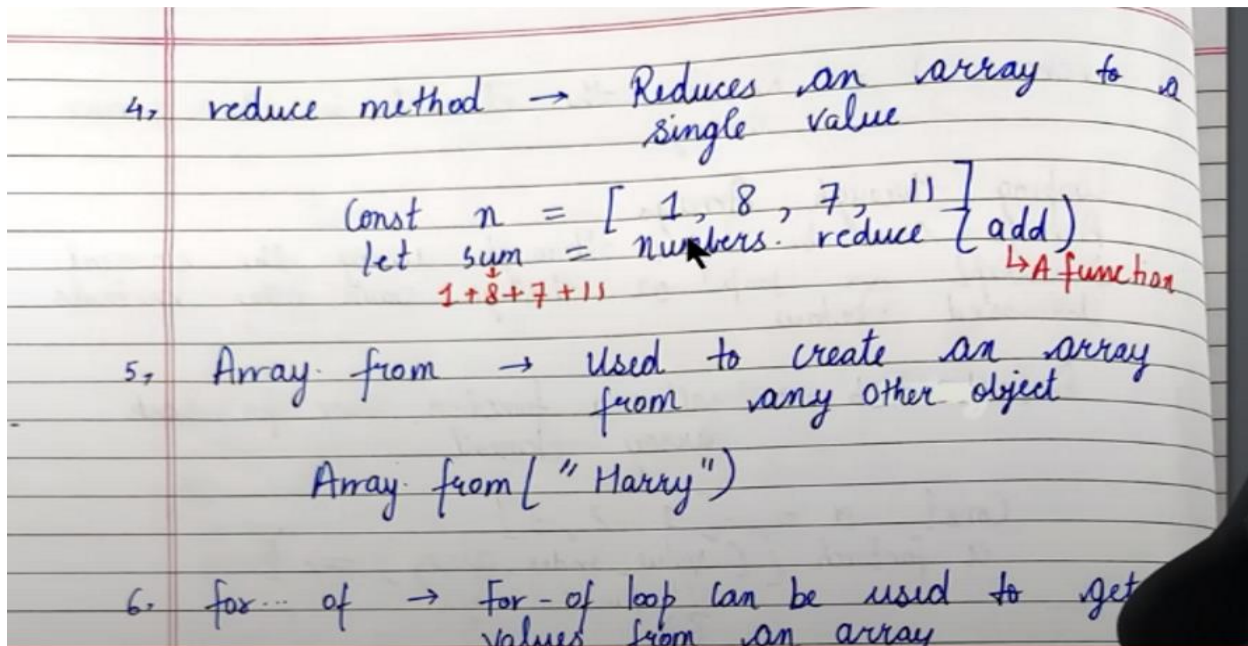 4, reduce method → Reduces an array to a
single value
Const n = [ 1, 8, 7, 11 ]
let sum = numbers. reduce (add)
↳ A function
1+8+7+11
5, Array. from → Used to create an array
from any other object
Array. from ( "Harry")
6. for... of → For-of loop can be used to get
values from an array